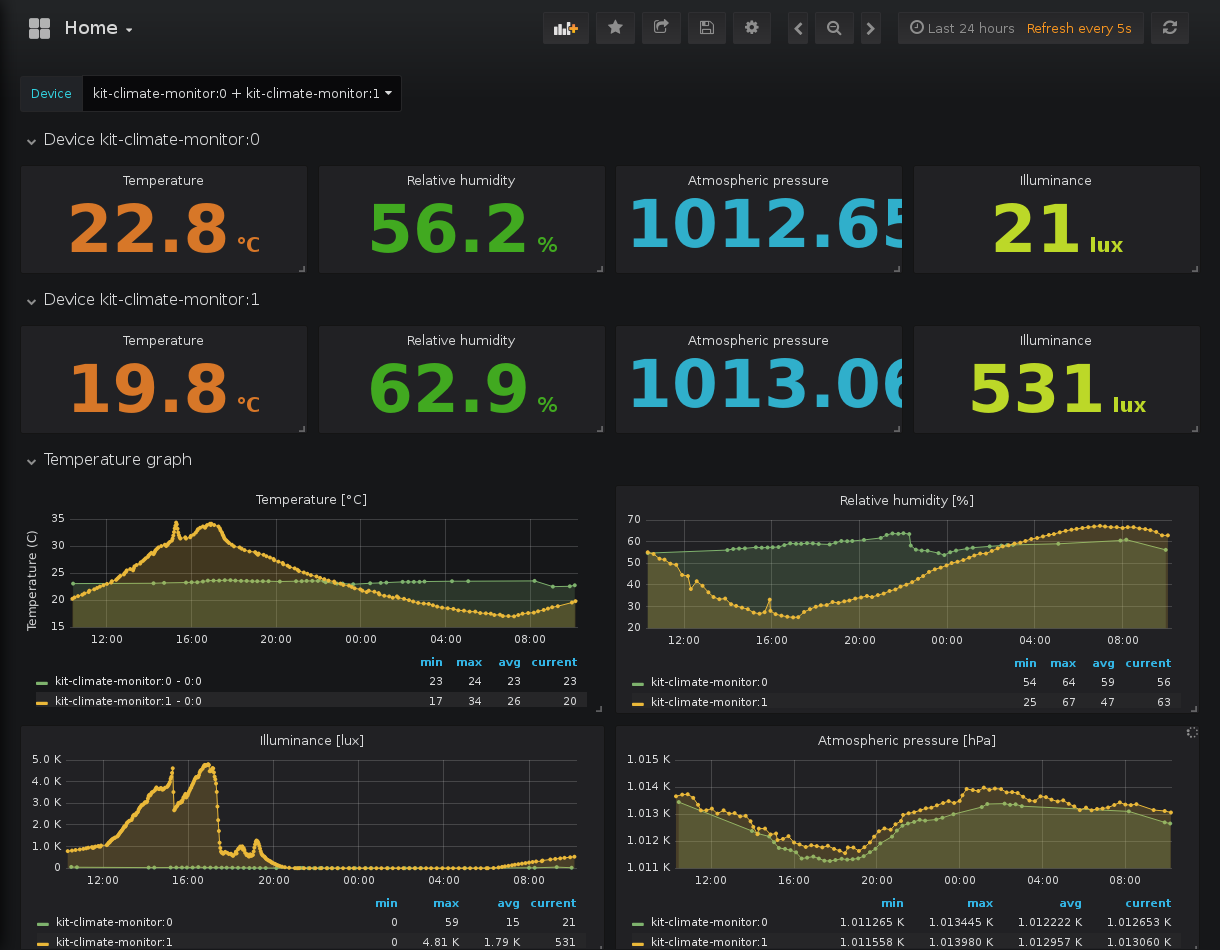 Home
Last 24 hours Refresh every 5s
Device kit-climate-monitor:0 + kit-climate-monitor:1
Device kit-climate-monitor:0
Temperature Relative humidity Atmospheric pressure Illuminance
22.8 °C 56.2 % 1012.65 21 lux
Device kit-climate-monitor:1
Temperature Relative humidity Atmospheric pressure Illuminance
19.8 °C 62.9 % 1013.06 531 lux
Temperature graph
Temperature [°C]
Temperature (C)
35
30
25
20
15
12:00 16:00 20:00 00:00 04:00 08:00
min max avg current
kit-climate-monitor:0 - 0:0 23 24 23 23
kit-climate-monitor:1 - 0:0 17 34 26 20
Relative humidity [%]
70
60
50
40
30
20
12:00 16:00 20:00 00:00 04:00 08:00
min max avg current
kit-climate-monitor:0 54 64 59 56
kit-climate-monitor:1 25 67 47 63
Illuminance [lux]
5.0 K
4.0 K
3.0 K
2.0 K
1.0 K
0
12:00 16:00 20:00 00:00 04:00 08:00
min max avg current
kit-climate-monitor:0 0 59 15 21
kit-climate-monitor:1 0 4.81 K 1.79 K 531
Atmospheric pressure [hPa]
1.015 K
1.014 K
1.013 K
1.012 K
1.011 K
12:00 16:00 20:00 00:00 04:00 08:00
min max avg current
kit-climate-monitor:0 1.011265 K 1.013445 K 1.012222 K 1.012653 K
kit-climate-monitor:1 1.011558 K 1.013980 K 1.012957 K 1.013060 K